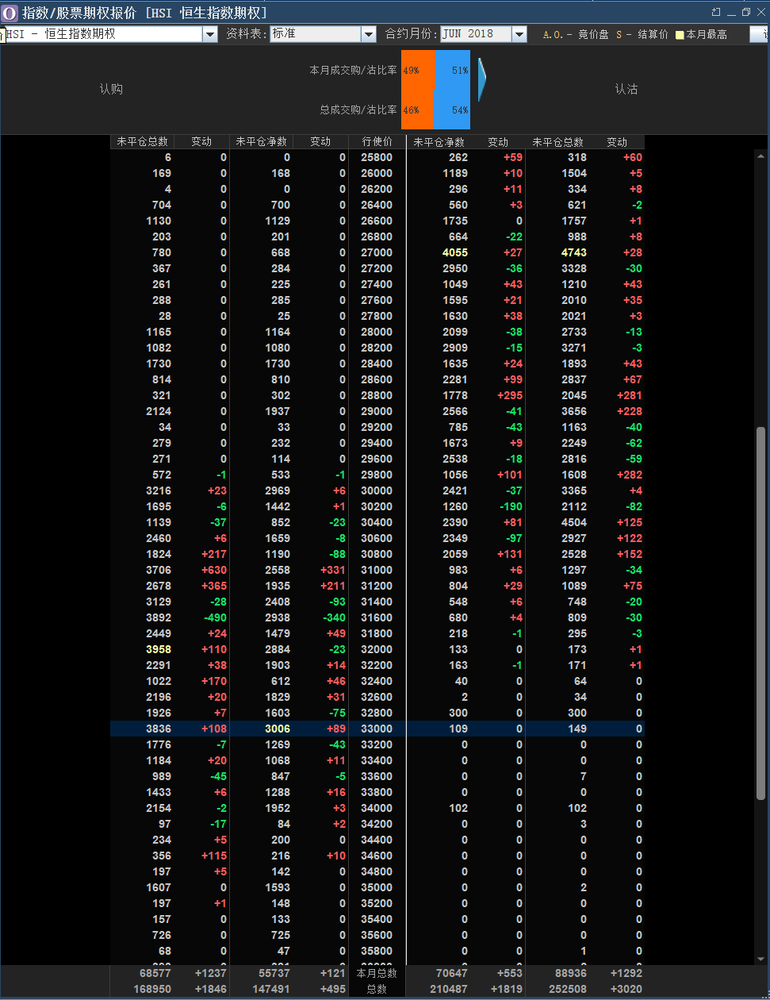 指数/股票期权报价 [HSI 恒生指数期权]
HSI - 恒生指数期权 资料表: 标准 合约月份: JUN 2018 A.O.- 竞价盘 S - 结算价 本月最高
本月成交购/沽比率 49% 51%
认购 认沽
总成交购/沽比率 46% 54%
未平仓总数 变动 未平仓净数 变动 行使价 未平仓净数 变动 未平仓总数 变动
6 0 0 0 25800 262 +59 318 +60
169 0 168 0 26000 1189 +10 1504 +5
4 0 0 0 26200 296 +11 334 +8
704 0 700 0 26400 560 +3 621 -2
1130 0 1129 0 26600 1735 0 1757 +1
203 0 201 0 26800 664 -22 988 +8
780 0 668 0 27000 4055 +27 4743 +28
367 0 284 0 27200 2950 -36 3328 -30
261 0 225 0 27400 1049 +43 1210 +43
288 0 285 0 27600 1595 +21 2010 +35
28 0 25 0 27800 1630 +38 2021 +3
1165 0 1164 0 28000 2099 -38 2733 -13
1082 0 1080 0 28200 2909 -15 3271 -3
1730 0 1730 0 28400 1635 +24 1893 +43
814 0 810 0 28600 2281 +99 2837 +67
321 0 302 0 28800 1778 +295 2045 +281
2124 0 1937 0 29000 2566 -41 3656 +228
34 0 33 0 29200 785 -43 1163 -40
279 0 232 0 29400 1673 +9 2249 -62
271 0 114 0 29600 2538 -18 2816 -59
572 -1 533 -1 29800 1056 +101 1608 +282
3216 +23 2969 +6 30000 2421 -37 3365 +4
1695 -6 1442 +1 30200 1260 -190 2112 -82
1139 -37 852 -23 30400 2390 +81 4504 +125
2460 +6 1659 -8 30600 2349 -97 2927 +122
1824 +217 1190 -88 30800 2059 +131 2528 +152
3706 +630 2558 +331 31000 983 +6 1297 -34
2678 +365 1935 +211 31200 804 +29 1089 +75
3129 -28 2408 -93 31400 548 +6 748 -20
3892 -490 2938 -340 31600 680 +4 809 -30
2449 +24 1479 +49 31800 218 -1 295 -3
3958 +110 2884 -23 32000 133 0 173 +1
2291 +38 1903 +14 32200 163 -1 171 +1
1022 +170 612 +46 32400 40 0 64 0
2196 +20 1829 +31 32600 2 0 34 0
1926 +7 1603 -75 32800 300 0 300 0
3836 +108 3006 +89 33000 109 0 149 0
1776 -7 1269 -43 33200 0 0 0 0
1184 +20 1068 +11 33400 0 0 0 0
989 -45 847 -5 33600 0 0 7 0
1433 +6 1288 +16 33800 0 0 0 0
2154 -2 1952 +3 34000 102 0 102 0
97 -17 84 +2 34200 0 0 3 0
234 +5 200 0 34400 0 0 0 0
356 +115 216 +10 34600 0 0 0 0
197 +5 142 0 34800 0 0 0 0
1607 0 1593 0 35000 0 0 2 0
197 +1 148 0 35200 0 0 0 0
157 0 133 0 35400 0 0 0 0
726 0 725 0 35600 0 0 0 0
68 0 47 0 35800 0 0 1 0
68577 +1237 55737 +121 本月总数 70647 +553 88936 +1292
168950 +1846 147491 +495 总数 210487 +1819 252508 +3020